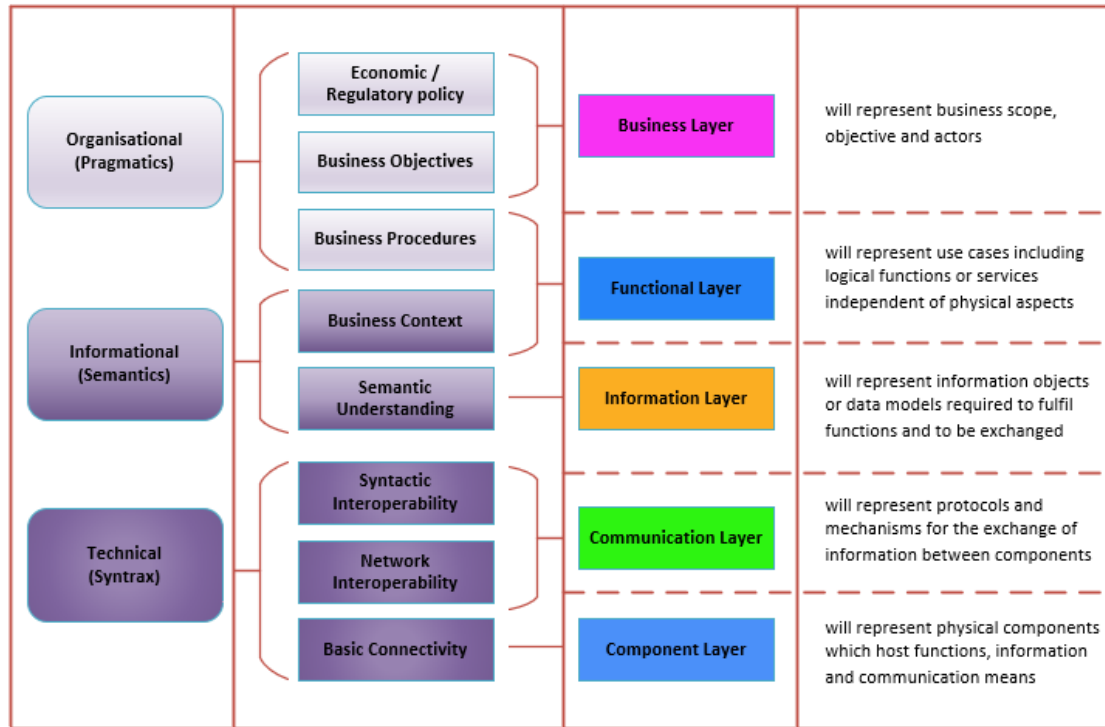 Organisational
(Pragmatics)
Informational
(Semantics)
Technical
(Syntrax)
Economic /
Regulatory policy
Business Objectives
Business Procedures
Business Context
Semantic
Understanding
Syntactic
Interoperability
Network
Interoperability
Basic Connectivity
Business Layer
Functional Layer
Information Layer
Communication Layer
Component Layer
will represent business scope,
objective and actors
will represent use cases including
logical functions or services
independent of physical aspects
will represent information objects
or data models required to fulfil
functions and to be exchanged
will represent protocols and
mechanisms for the exchange of
information between components
will represent physical components
which host functions, information
and communication means